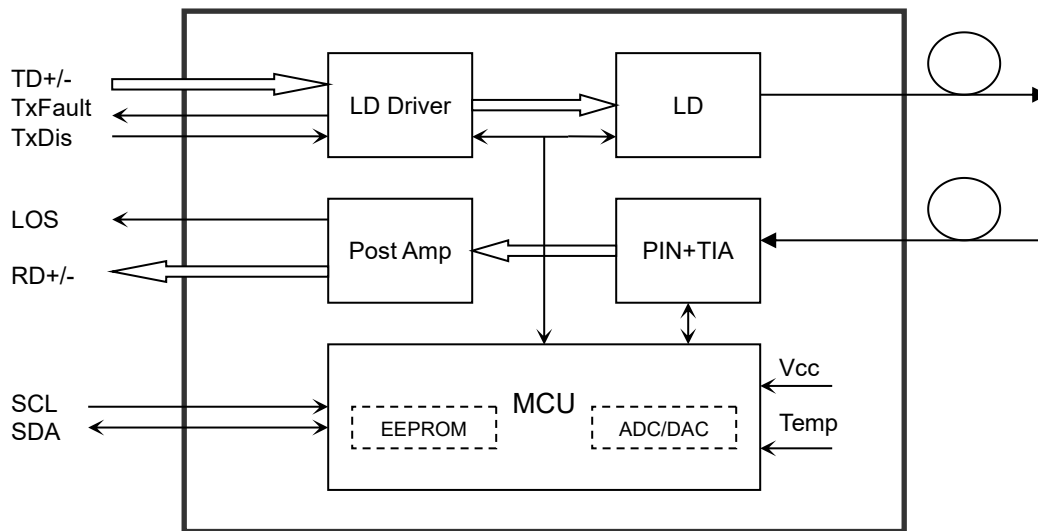 TD+/-
TxFault
TxDis
LD Driver
LD
LOS
RD+/-
Post Amp
PIN+TIA
SCL
SDA
MCU
EEPROM
ADC/DAC
Vcc
Temp